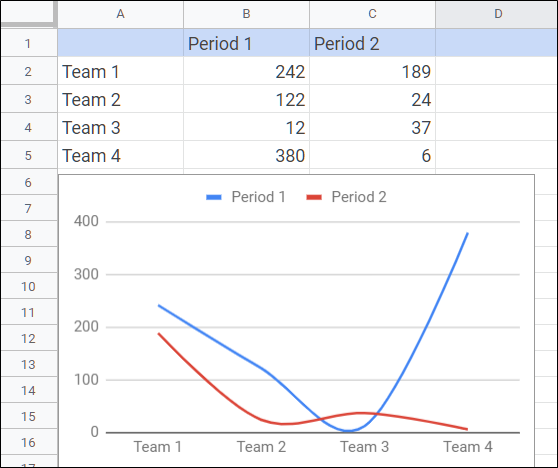 A B C D
1 Period 1 Period 2
2 Team 1 242 189
3 Team 2 122 24
4 Team 3 12 37
5 Team 4 380 6
6
Period 1 Period 2
7
400
8
9
300
10
11
200
12
13
100
14
15
0
16
Team 1 Team 2 Team 3 Team 4
17